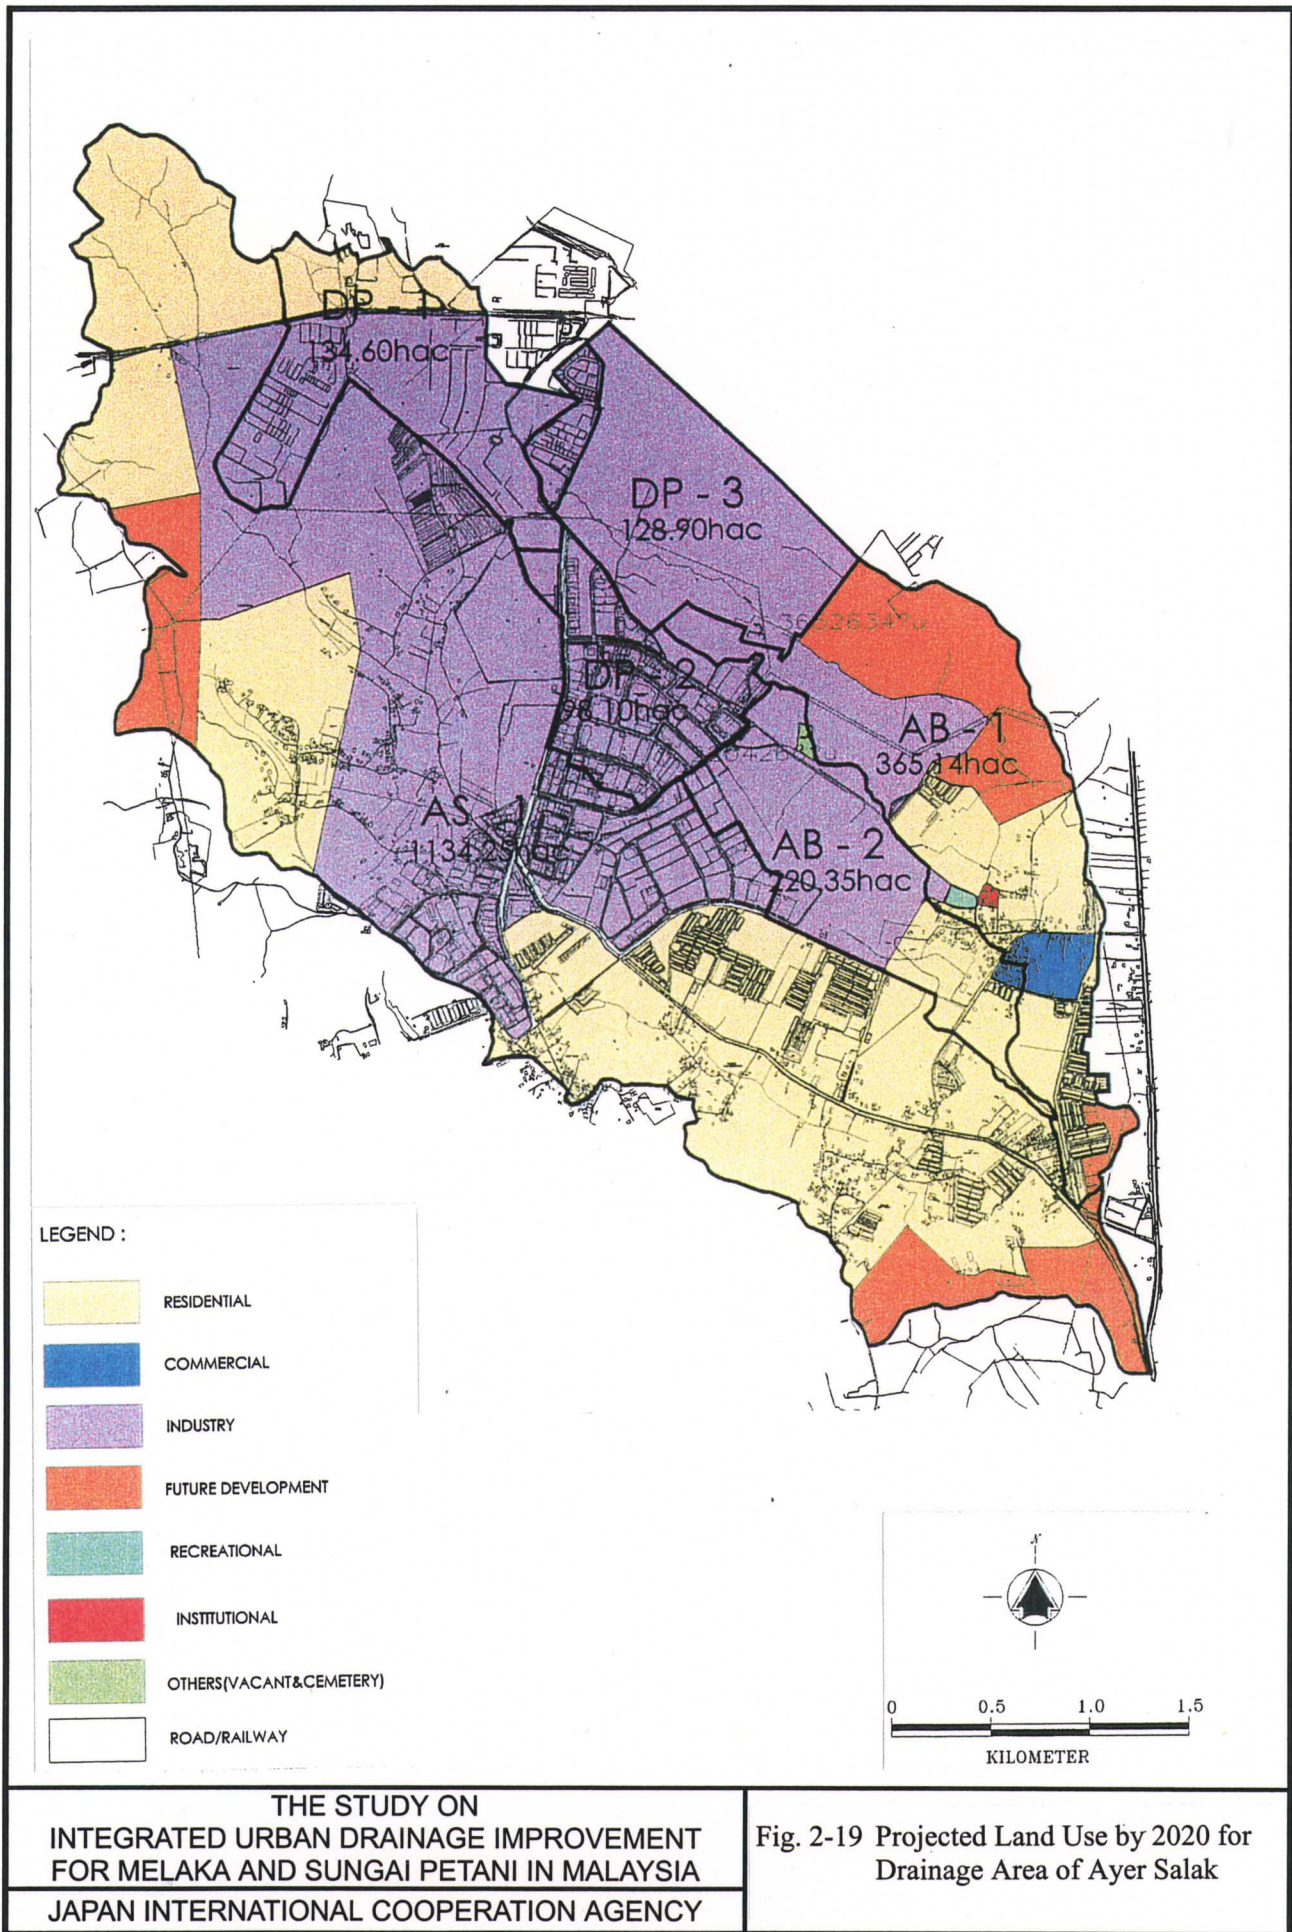 DP - 1
134.60hac
DP - 3
128.90hac
DP - 2
98.10hac
AB - 1
365.14hac
AS - 1
1134.25hac
AB - 2
220.35hac
LEGEND :
RESIDENTIAL
COMMERCIAL
INDUSTRY
FUTURE DEVELOPMENT
RECREATIONAL
INSTITUTIONAL
OTHERS(VACANT&CEMETERY)
ROAD/RAILWAY
N
0 0.5 1.0 1.5
KILOMETER
THE STUDY ON
INTEGRATED URBAN DRAINAGE IMPROVEMENT
FOR MELAKA AND SUNGAI PETANI IN MALAYSIA
JAPAN INTERNATIONAL COOPERATION AGENCY
Fig. 2-19 Projected Land Use by 2020 for
Drainage Area of Ayer Salak